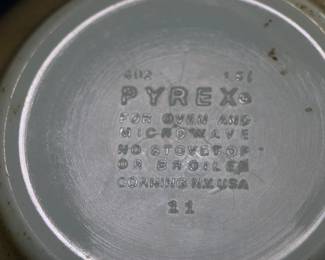 402 1.5 l
PYREX®
FOR OVEN AND
MICROWAVE
NO STOVETOP
OR BROILER
CORNING N.Y. USA
11